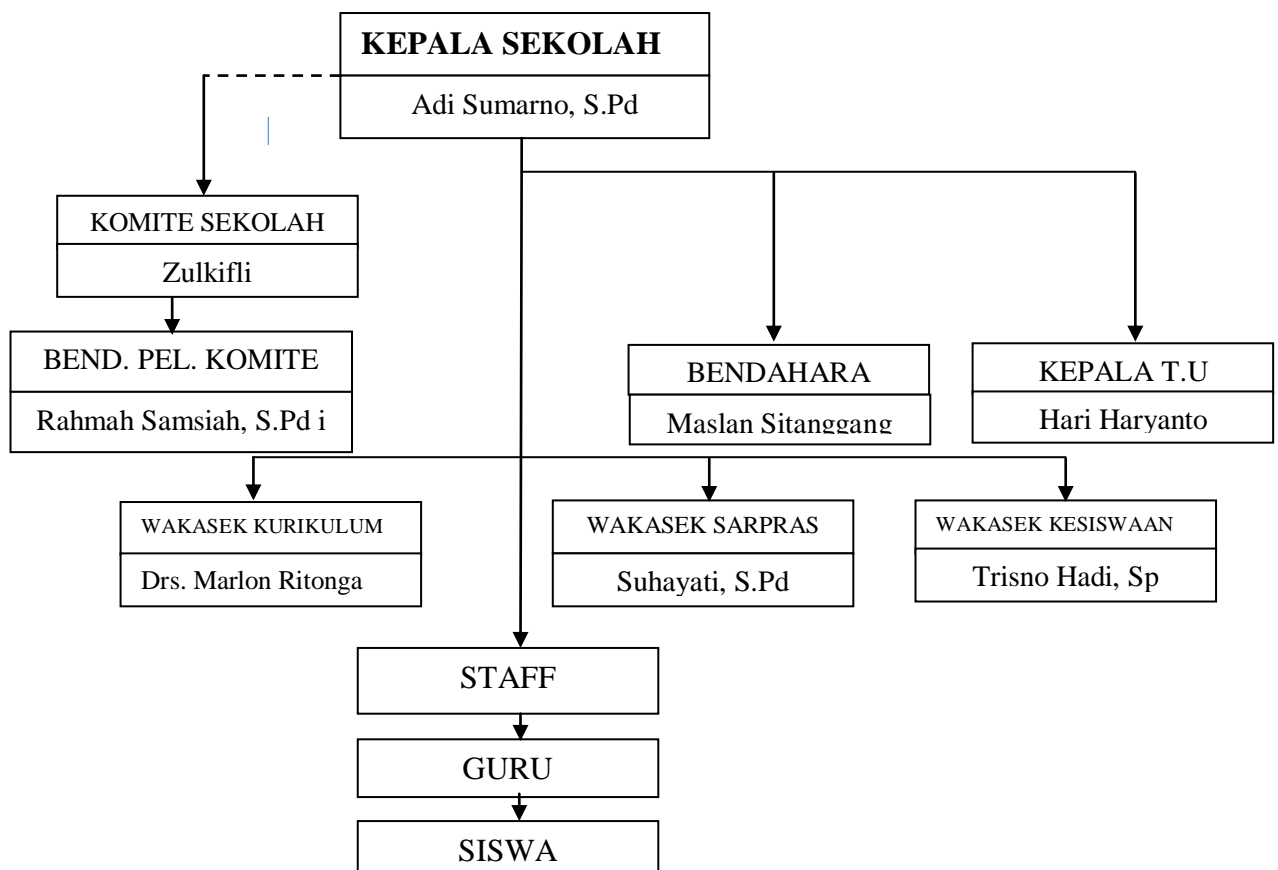 KEPALA SEKOLAH
Adi Sumarno, S.Pd
KOMITE SEKOLAH
Zulkifli
BEND. PEL. KOMITE
Rahmah Samsiah, S.Pd i
BENDAHARA
Maslan Sitanggang
KEPALA T.U
Hari Haryanto
WAKASEK KURIKULUM
Drs. Marlon Ritonga
WAKASEK SARPRAS
Suhayati, S.Pd
WAKASEK KESISWAAN
Trisno Hadi, Sp
STAFF
GURU
SISWA